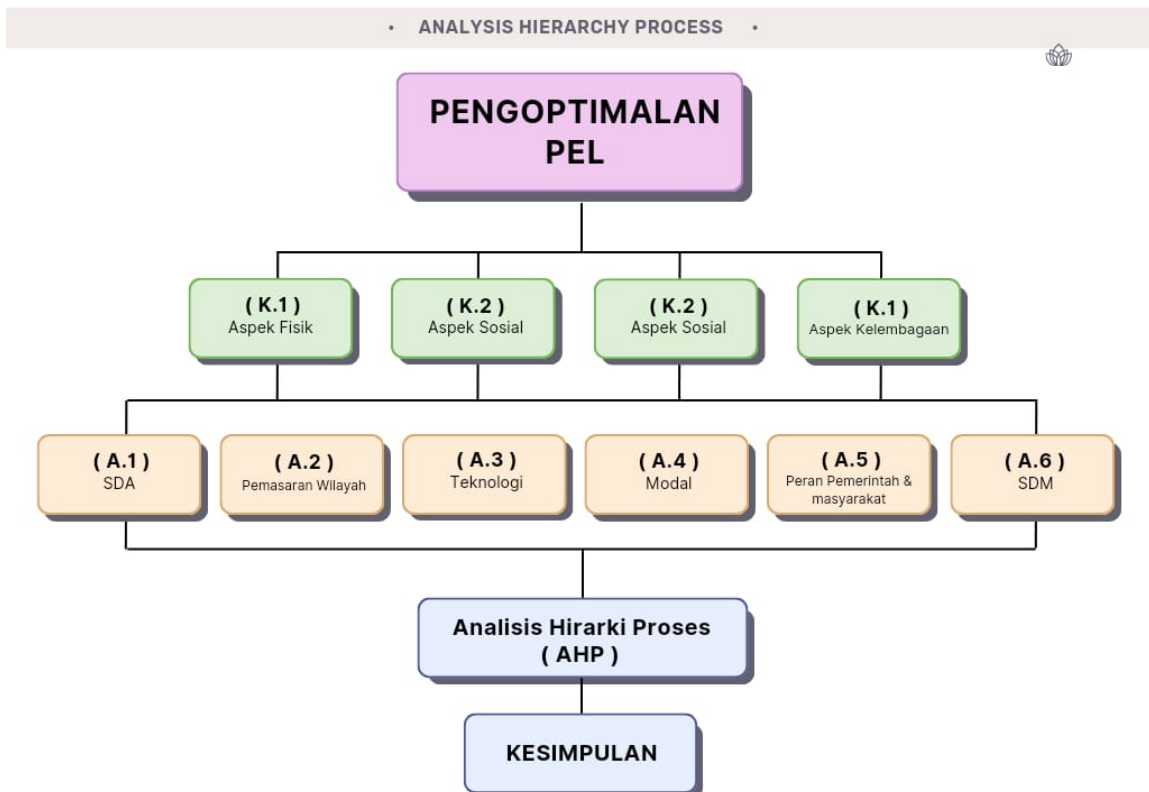 • ANALYSIS HIERARCHY PROCESS •
PENGOPTIMALAN
PEL
( K.1 )
Aspek Fisik
( K.2 )
Aspek Sosial
( K.2 )
Aspek Sosial
( K.1 )
Aspek Kelembagaan
( A.1 )
SDA
( A.2 )
Pemasaran Wilayah
( A.3 )
Teknologi
( A.4 )
Modal
( A.5 )
Peran Pemerintah &
masyarakat
( A.6 )
SDM
Analisis Hirarki Proses
( AHP )
KESIMPULAN